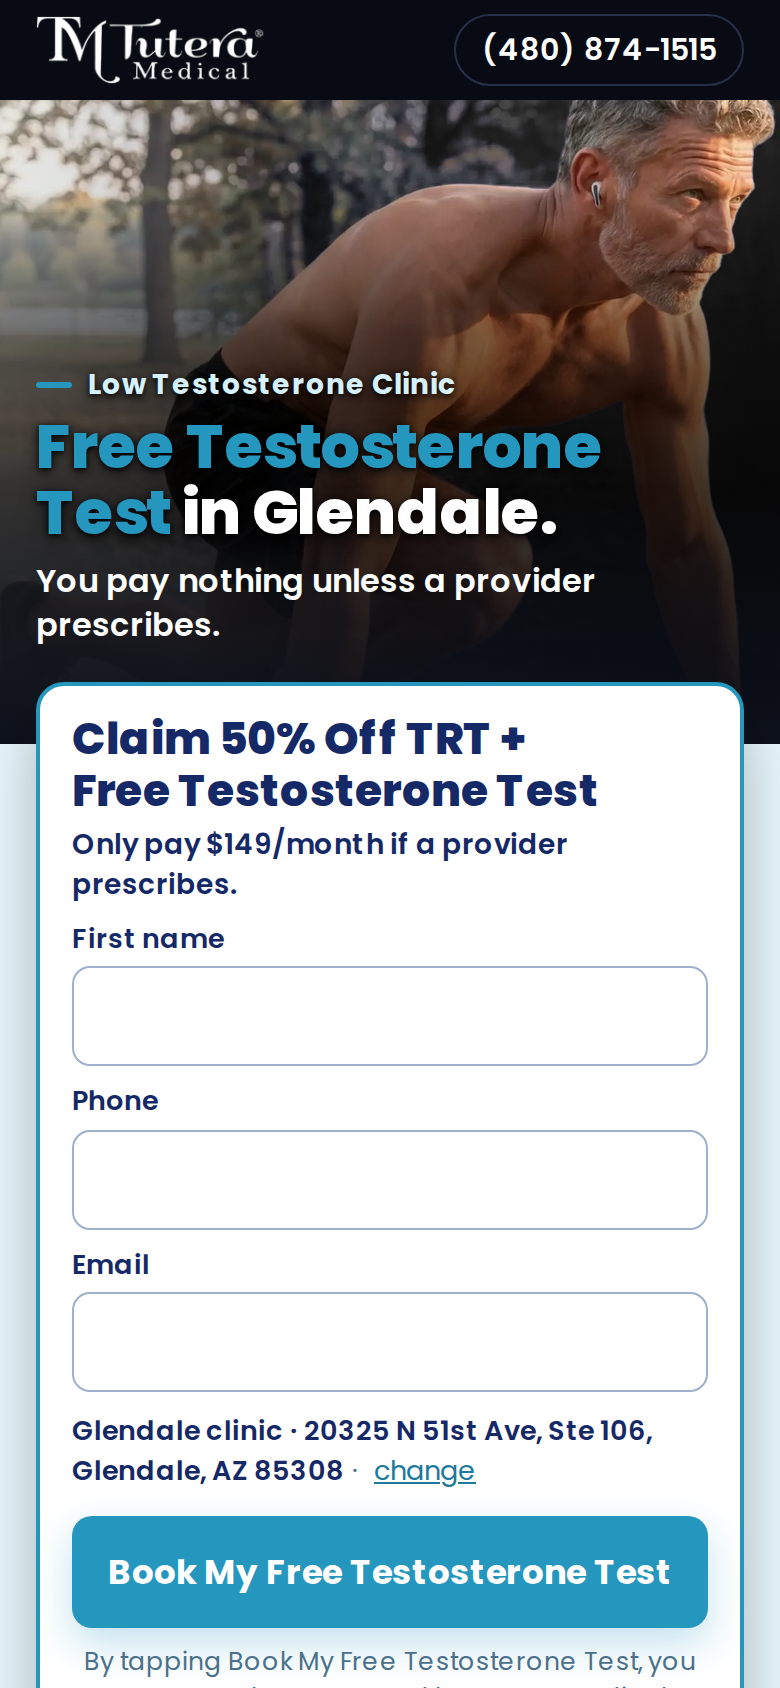 TM Tutera®
Medical
(480) 874-1515
Low Testosterone Clinic
Free Testosterone
Test in Glendale.
You pay nothing unless a provider
prescribes.
Claim 50% Off TRT +
Free Testosterone Test
Only pay $149/month if a provider
prescribes.
First name
Phone
Email
Glendale clinic · 20325 N 51st Ave, Ste 106,
Glendale, AZ 85308 · change
Book My Free Testosterone Test
By tapping Book My Free Testosterone Test, you